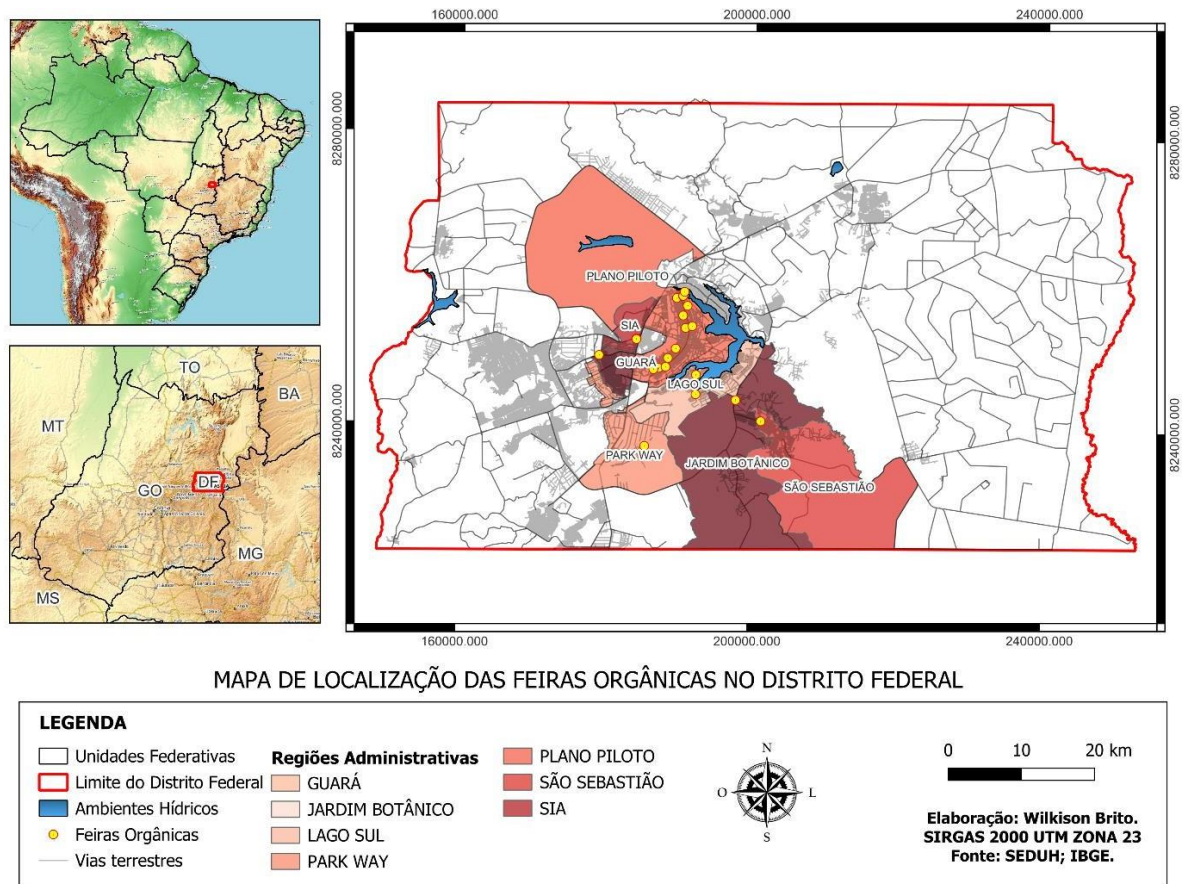 160000.000
200000.000
240000.000
8280000.000
8280000.000
PLANO PILOTO
SIA
GUARÁ
LAGO SUL
PARK WAY
JARDIM BOTÂNICO
SÃO SEBASTIÃO
8240000.000
8240000.000
160000.000
200000.000
240000.000
TO
BA
MT
GO
DF
MG
MS
MAPA DE LOCALIZAÇÃO DAS FEIRAS ORGÂNICAS NO DISTRITO FEDERAL
LEGENDA
Unidades Federativas
Limite do Distrito Federal
Ambientes Hídricos
Feiras Orgânicas
Vias terrestres
Regiões Administrativas
GUARÁ
JARDIM BOTÂNICO
LAGO SUL
PARK WAY
PLANO PILOTO
SÃO SEBASTIÃO
SIA
N
O L
S
0 10 20 km
Elaboração: Wilkison Brito.
SIRGAS 2000 UTM ZONA 23
Fonte: SEDUH; IBGE.